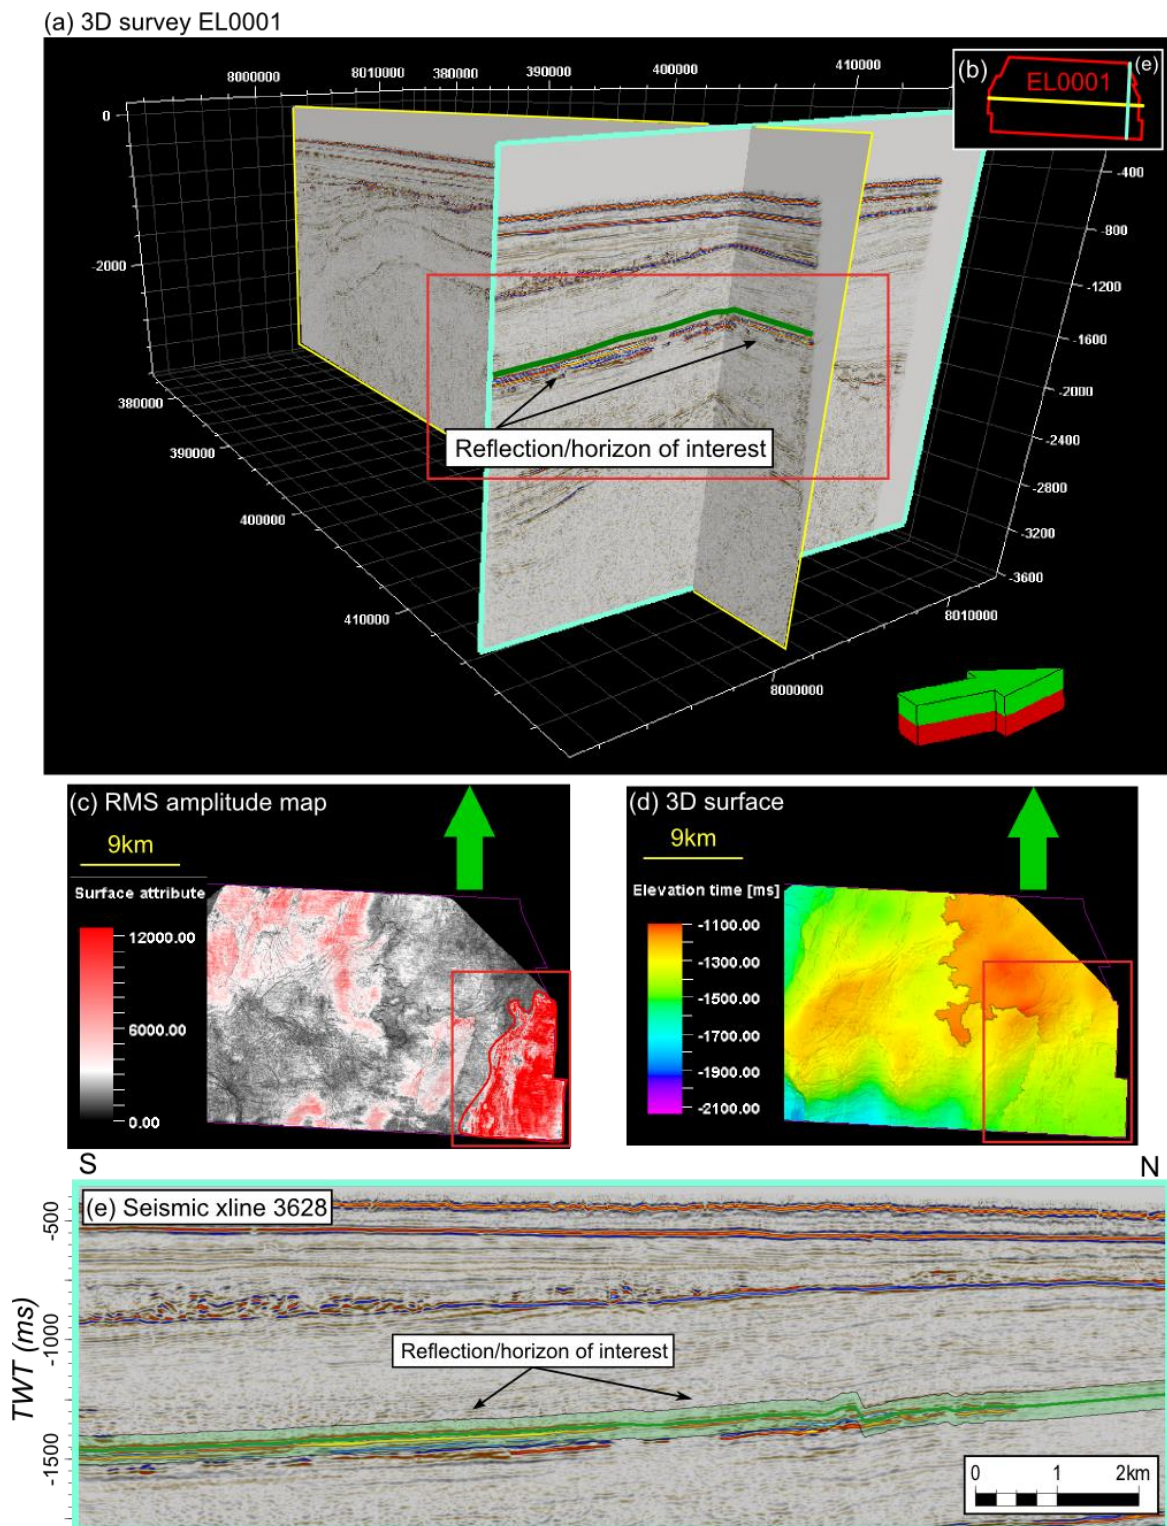 (a) 3D survey EL0001
8000000
8010000
380000
390000
400000
410000
(b)
EL0001
(e)
0
-2000
-400
-800
-1200
-1600
-2000
-2400
-2800
-3200
-3600
380000
390000
400000
410000
8000000
8010000
Reflection/horizon of interest
(c) RMS amplitude map
9km
Surface attribute
12000.00
6000.00
0.00
(d) 3D surface
9km
Elevation time [ms]
-1100.00
-1300.00
-1500.00
-1700.00
-1900.00
-2100.00
S
N
(e) Seismic xline 3628
TWT (ms)
-500
-1000
-1500
Reflection/horizon of interest
0 1 2km